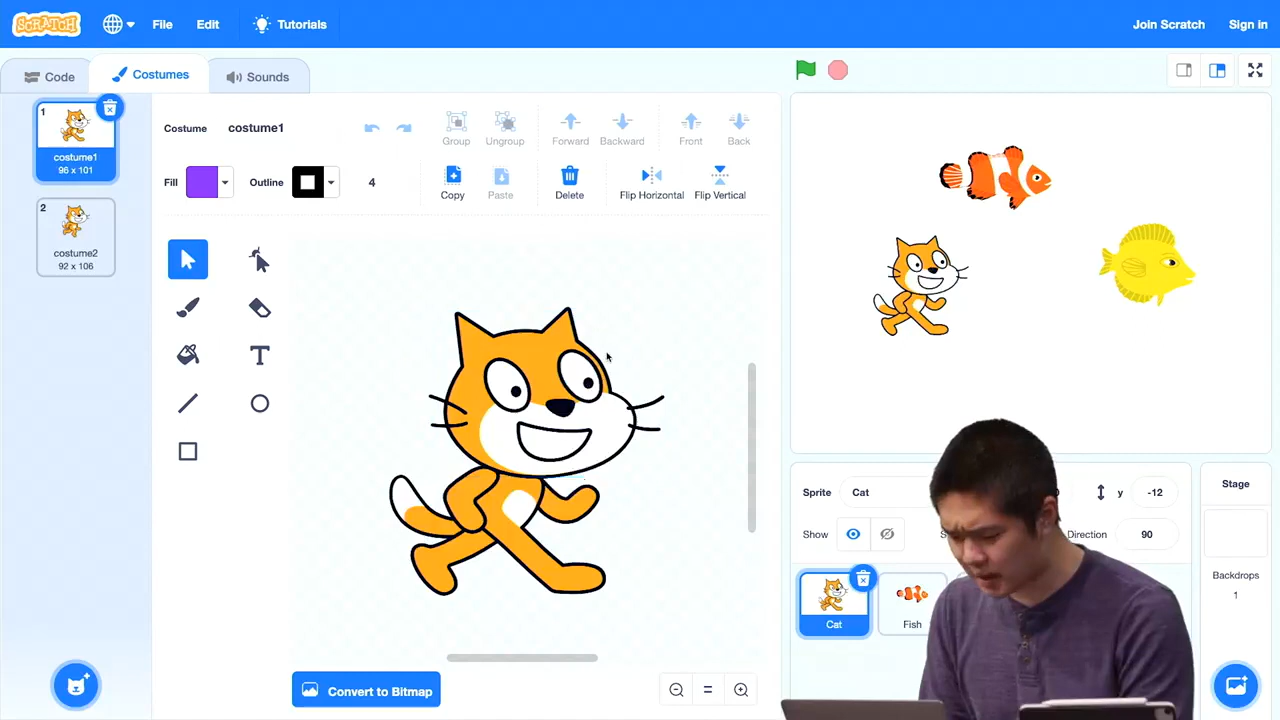 SCRATCH
File
Edit
Tutorials
Join Scratch
Sign in
Code
Costumes
Sounds
1
costume1
96 x 101
2
costume2
92 x 106
Costume
costume1
Group
Ungroup
Forward
Backward
Front
Back
Fill
Outline
4
Copy
Paste
Delete
Flip Horizontal
Flip Vertical
T
Convert to Bitmap
=
Sprite
Cat
y
-12
Show
Direction
90
Cat
Fish
Stage
Backdrops
1